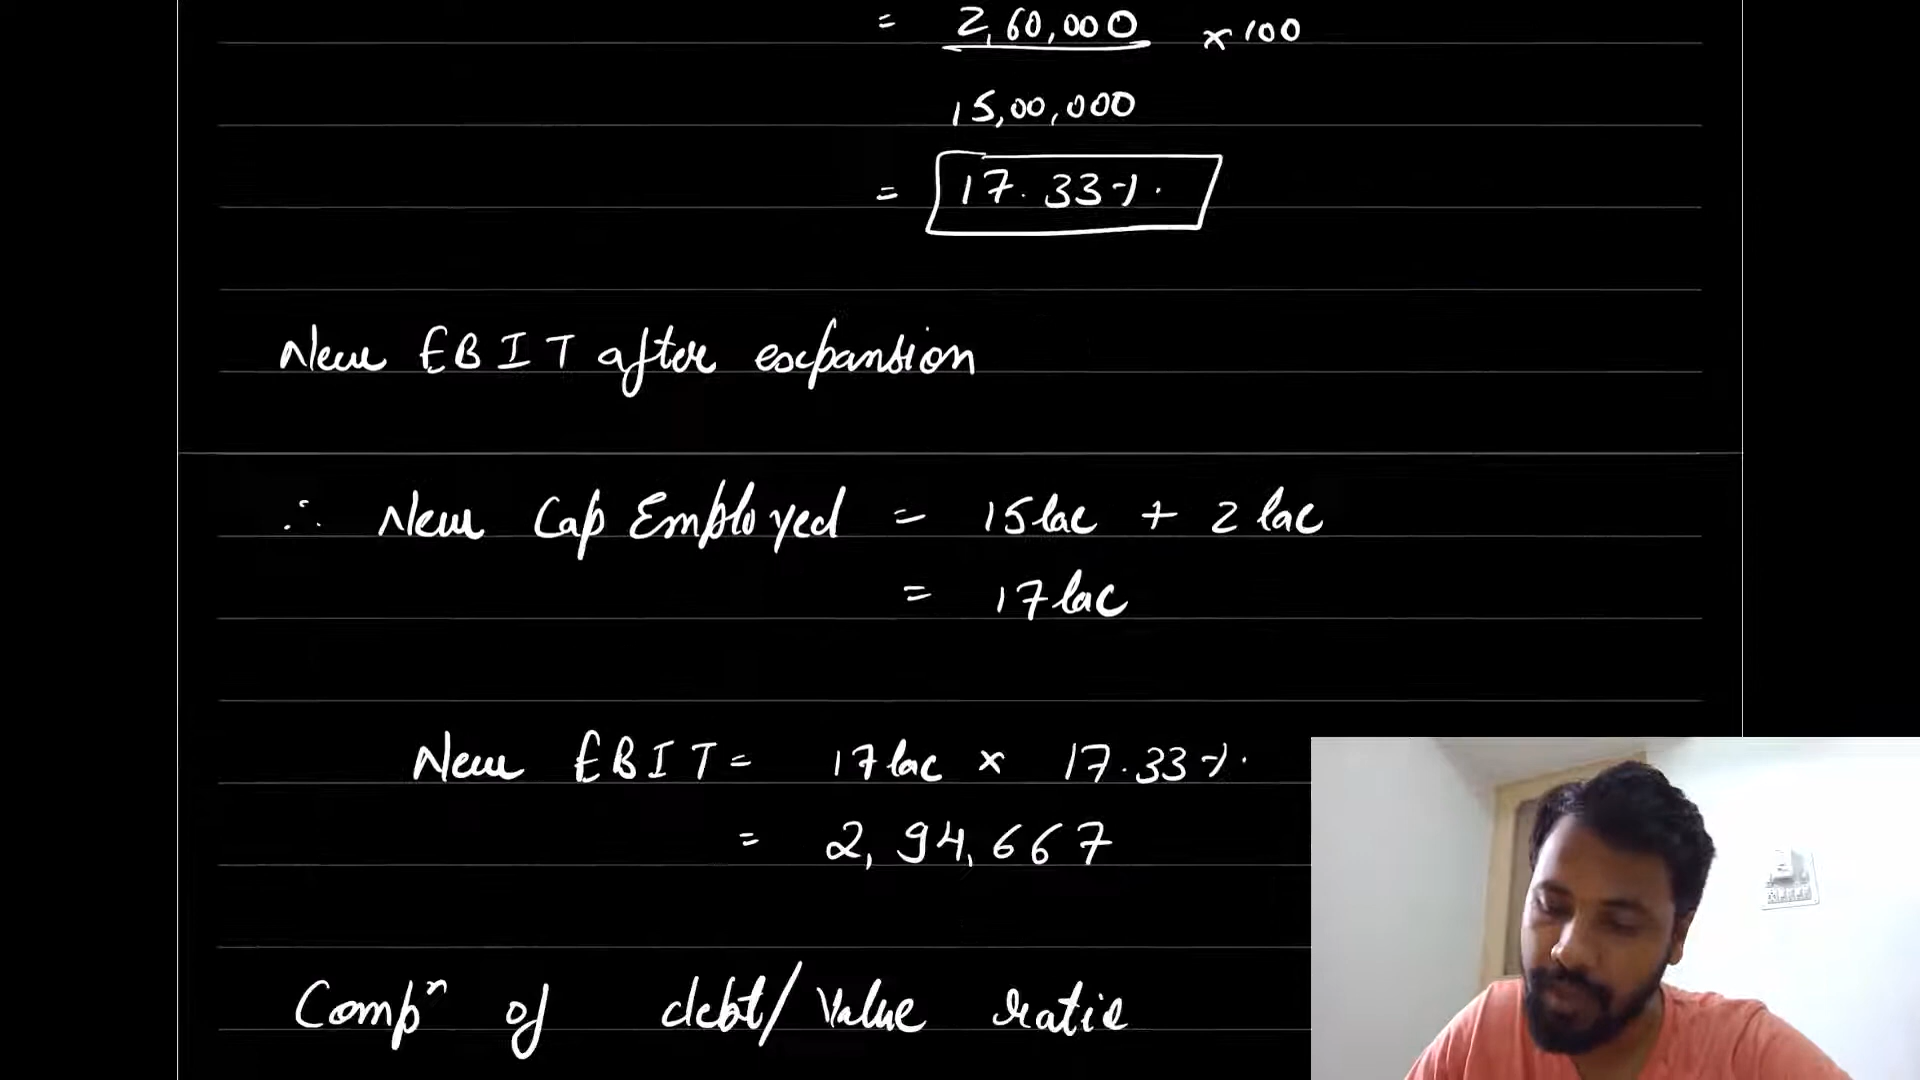 = 2,60,000 × 100
15,00,000
= 17.33%
New EBIT after expansion
∴ New Cap Employed = 15 lac + 2 lac
= 17 lac
New EBIT = 17 lac × 17.33%
= 2,94,667
Compⁿ of debt/value ratio